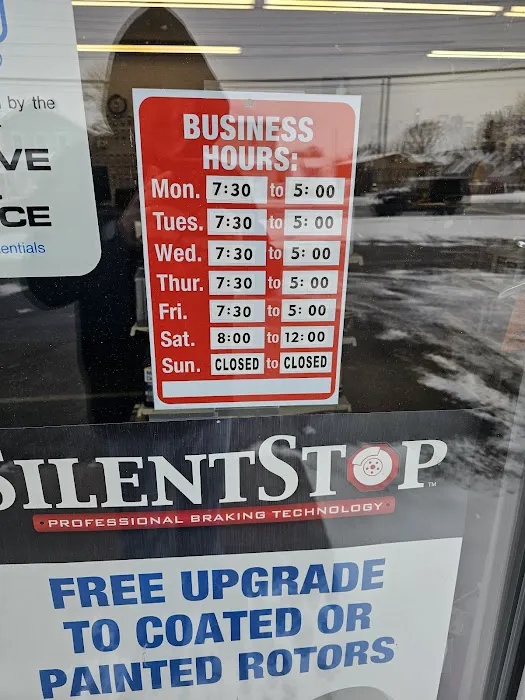 by the
VE
CE
entials
BUSINESS
HOURS:
Mon. 7:30 to 5:00
Tues. 7:30 to 5:00
Wed. 7:30 to 5:00
Thur. 7:30 to 5:00
Fri. 7:30 to 5:00
Sat. 8:00 to 12:00
Sun. CLOSED to CLOSED
SILENTSTOP™
PROFESSIONAL BRAKING TECHNOLOGY
FREE UPGRADE
TO COATED OR
PAINTED ROTORS